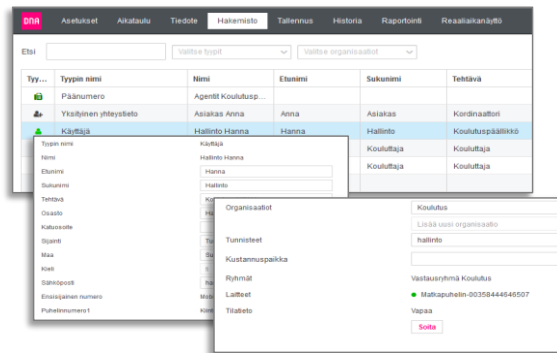 DNA Asetukset Aikataulu Tiedote Hakemisto Tallennus Historia Raportointi Reaaliaikanäyttö
Etsi Valitse tyypit Valitse organisaatiot
Tyy... Tyypin nimi Nimi Etunimi Sukunimi Tehtävä
Päänumero Agentit Koulutusp...
Yksityinen yhteystieto Asiakas Anna Anna Asiakas Kordinaattori
Käyttäjä Hallinto Hanna Hanna Hallinto Koulutuspäällikkö
Kouluttaja Kouluttaja
Kouluttaja Kouluttaja
Tyypin nimi Käyttäjä
Nimi Hallinto Hanna
Etunimi Hanna
Sukunimi Hallinto
Tehtävä
Osasto
Katuosoite
Sijainti
Maa
Kieli
Sähköposti
Ensisijainen numero
Puhelinnumero1
Organisaatiot Koulutus
Lisää uusi organisaatio
Tunnisteet hallinto
Kustannuspaikka
Ryhmät Vastausryhmä Koulutus
Laitteet Matkapuhelin-00358444646507
Tilatieto Vapaa
Soita